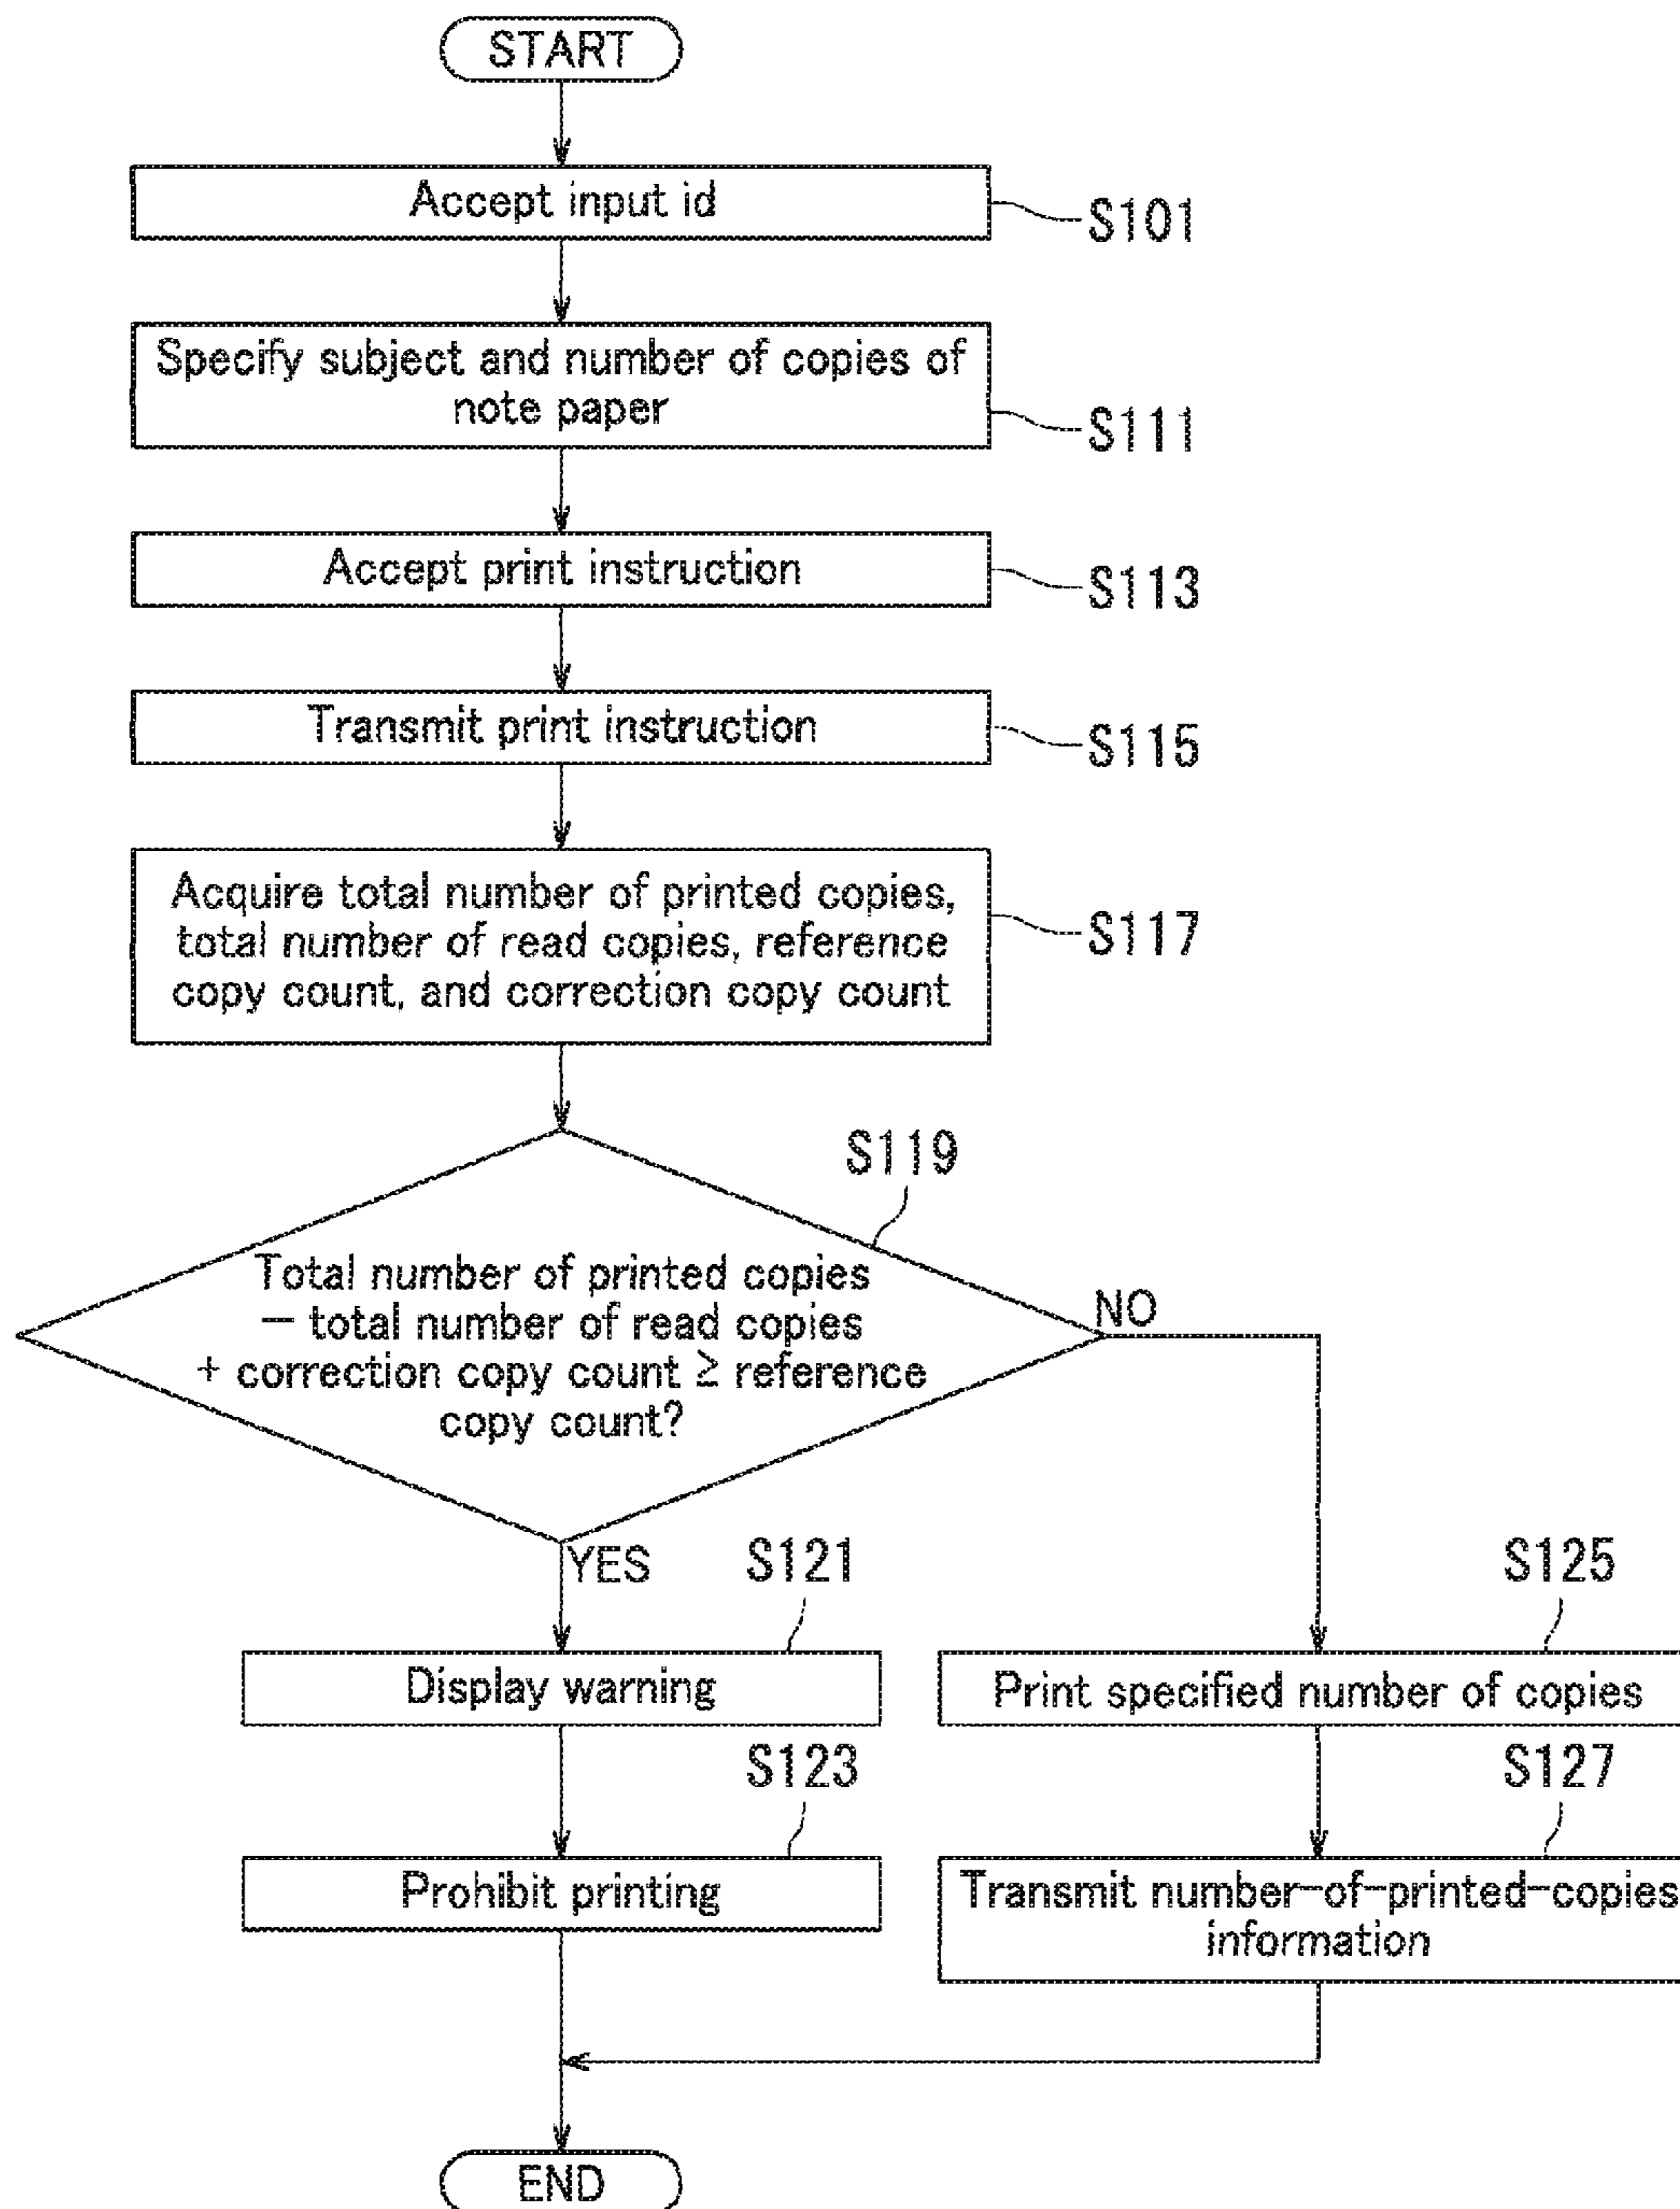 START
Accept input id
S101
Specify subject and number of copies of
note paper
S111
Accept print instruction
S113
Transmit print instruction
S115
Acquire total number of printed copies,
total number of read copies, reference
copy count, and correction copy count
S117
S119
Total number of printed copies
— total number of read copies
+ correction copy count ≥ reference
copy count?
NO
YES
S121
Display warning
S123
Prohibit printing
S125
Print specified number of copies
S127
Transmit number-of-printed-copies
information
END